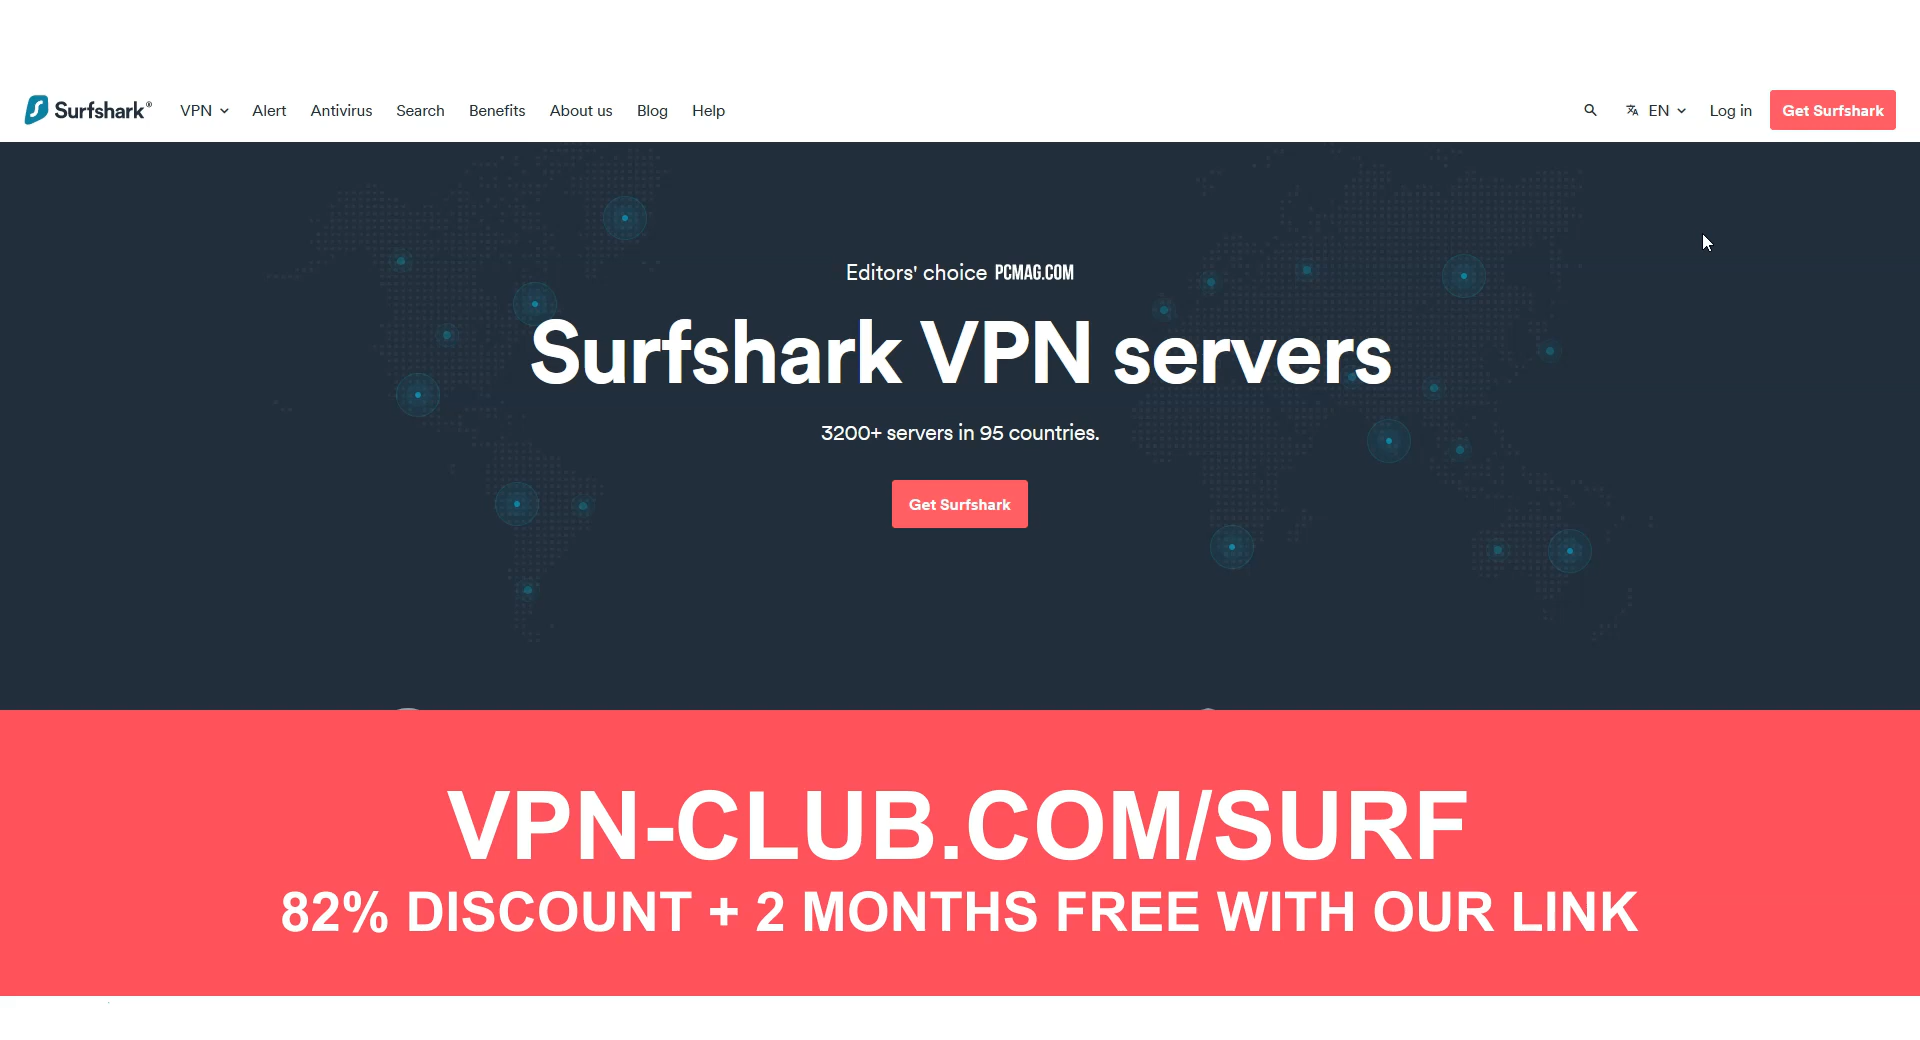 Surfshark® VPN Alert Antivirus Search Benefits About us Blog Help EN Log in Get Surfshark
Editors' choice PCMAG.COM
Surfshark VPN servers
3200+ servers in 95 countries.
Get Surfshark
VPN-CLUB.COM/SURF
82% DISCOUNT + 2 MONTHS FREE WITH OUR LINK